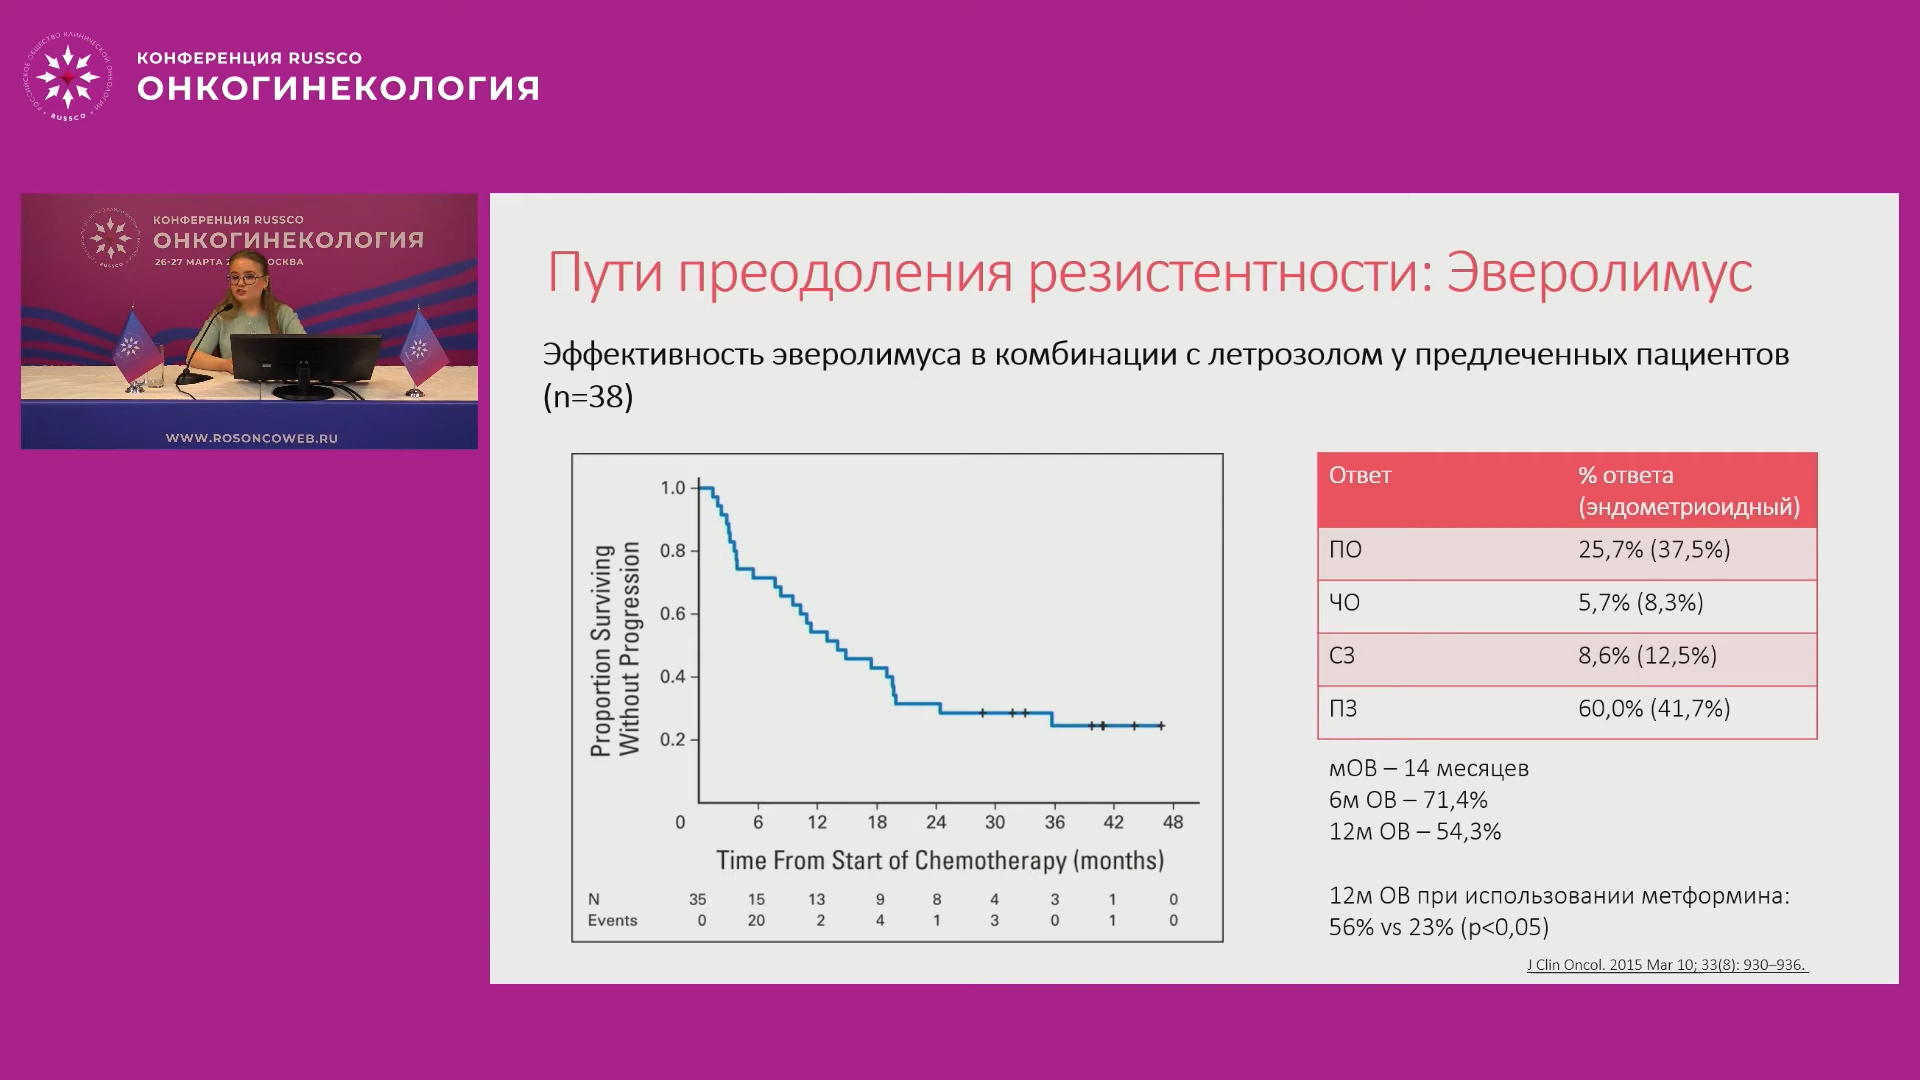 КОНФЕРЕНЦИЯ RUSSCO
ОНКОГИНЕКОЛОГИЯ
РОССИЙСКОЕ ОБЩЕСТВО КЛИНИЧЕСКОЙ ОНКОЛОГИИ
RUSSCO
КОНФЕРЕНЦИЯ RUSSCO
ОНКОГИНЕКОЛОГИЯ
26-27 МАРТА
WWW.ROSONCOWEB.RU
Пути преодоления резистентности: Эверолимус
Эффективность эверолимуса в комбинации с летрозолом у предлеченных пациентов
(n=38)
Proportion Surviving
Without Progression
1.0
0.8
0.6
0.4
0.2
0 6 12 18 24 30 36 42 48
Time From Start of Chemotherapy (months)
N 35 15 13 9 8 4 3 1 0
Events 0 20 2 4 1 3 0 1 0
Ответ % ответа
(эндометриоидный)
ПО 25,7% (37,5%)
ЧО 5,7% (8,3%)
СЗ 8,6% (12,5%)
ПЗ 60,0% (41,7%)
мОВ – 14 месяцев
6м ОВ – 71,4%
12м ОВ – 54,3%
12м ОВ при использовании метформина:
56% vs 23% (p<0,05)
J Clin Oncol. 2015 Mar 10; 33(8): 930–936.